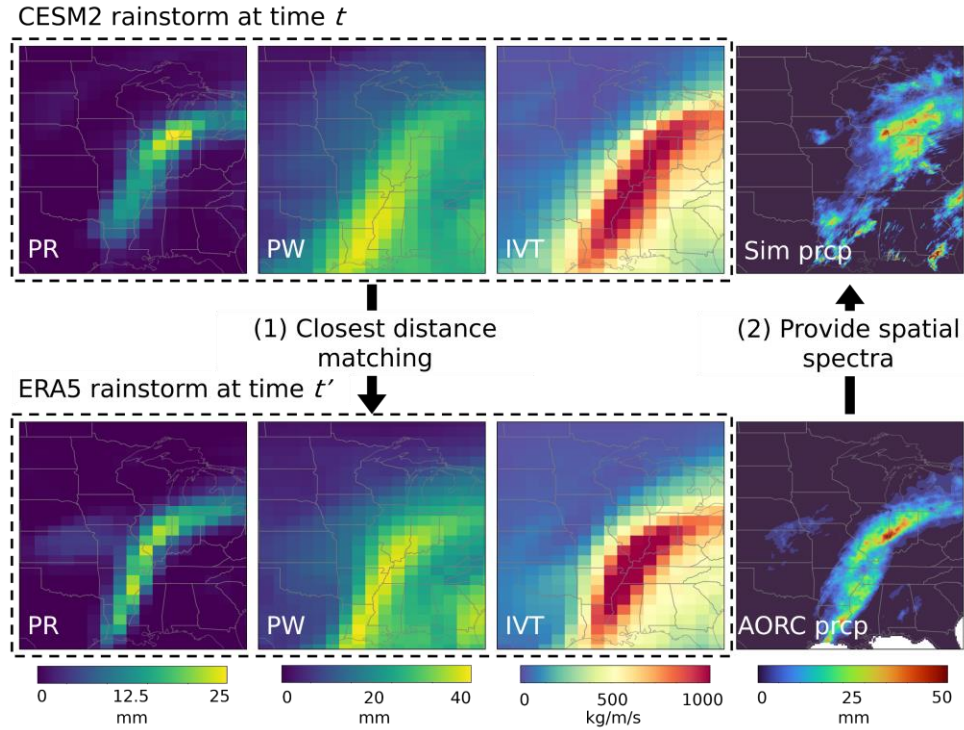 CESM2 rainstorm at time t
PR
PW
IVT
Sim prcp
(1) Closest distance
matching
(2) Provide spatial
spectra
ERA5 rainstorm at time t′
PR
PW
IVT
AORC prcp
0 12.5 25
mm
0 20 40
mm
0 500 1000
kg/m/s
0 25 50
mm